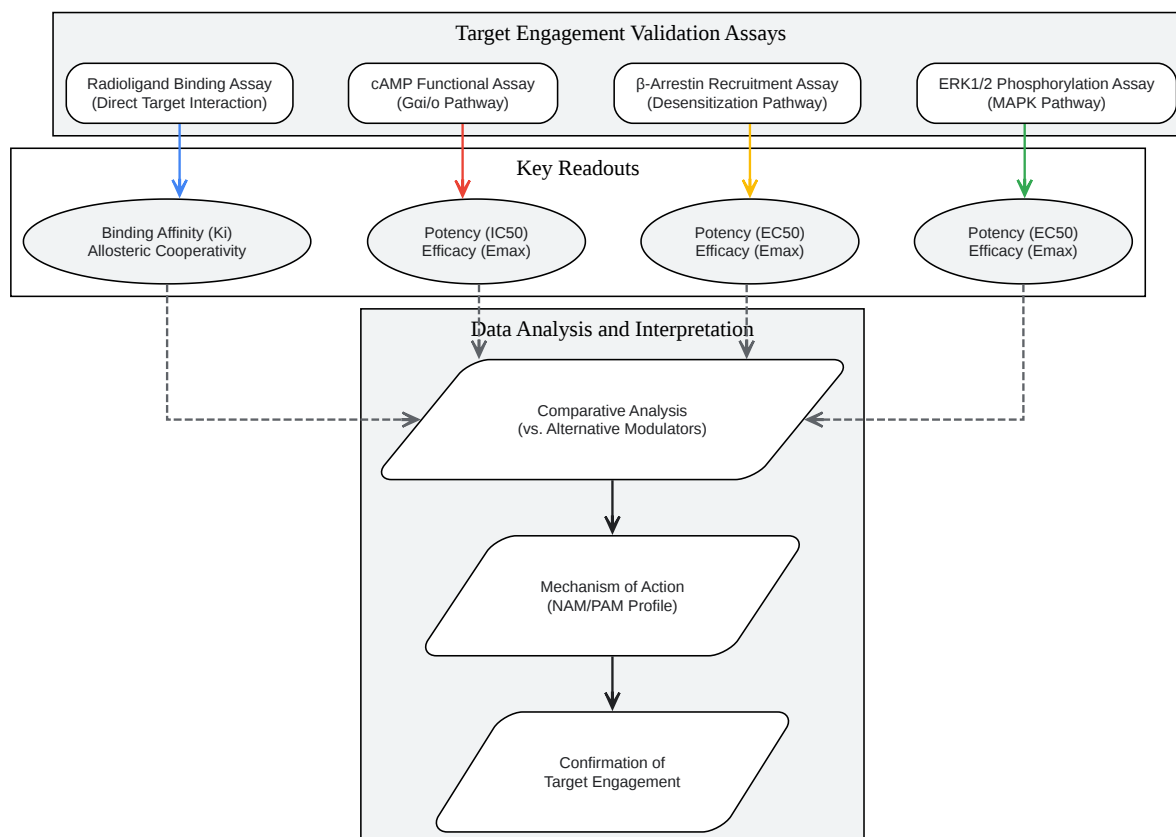 Target Engagement Validation Assays
Radioligand Binding Assay
(Direct Target Interaction)
cAMP Functional Assay
(Gαi/o Pathway)
β-Arrestin Recruitment Assay
(Desensitization Pathway)
ERK1/2 Phosphorylation Assay
(MAPK Pathway)
Key Readouts
Binding Affinity (Ki)
Allosteric Cooperativity
Potency (IC50)
Efficacy (Emax)
Potency (EC50)
Efficacy (Emax)
Potency (EC50)
Efficacy (Emax)
Data Analysis and Interpretation
Comparative Analysis
(vs. Alternative Modulators)
Mechanism of Action
(NAM/PAM Profile)
Confirmation of
Target Engagement